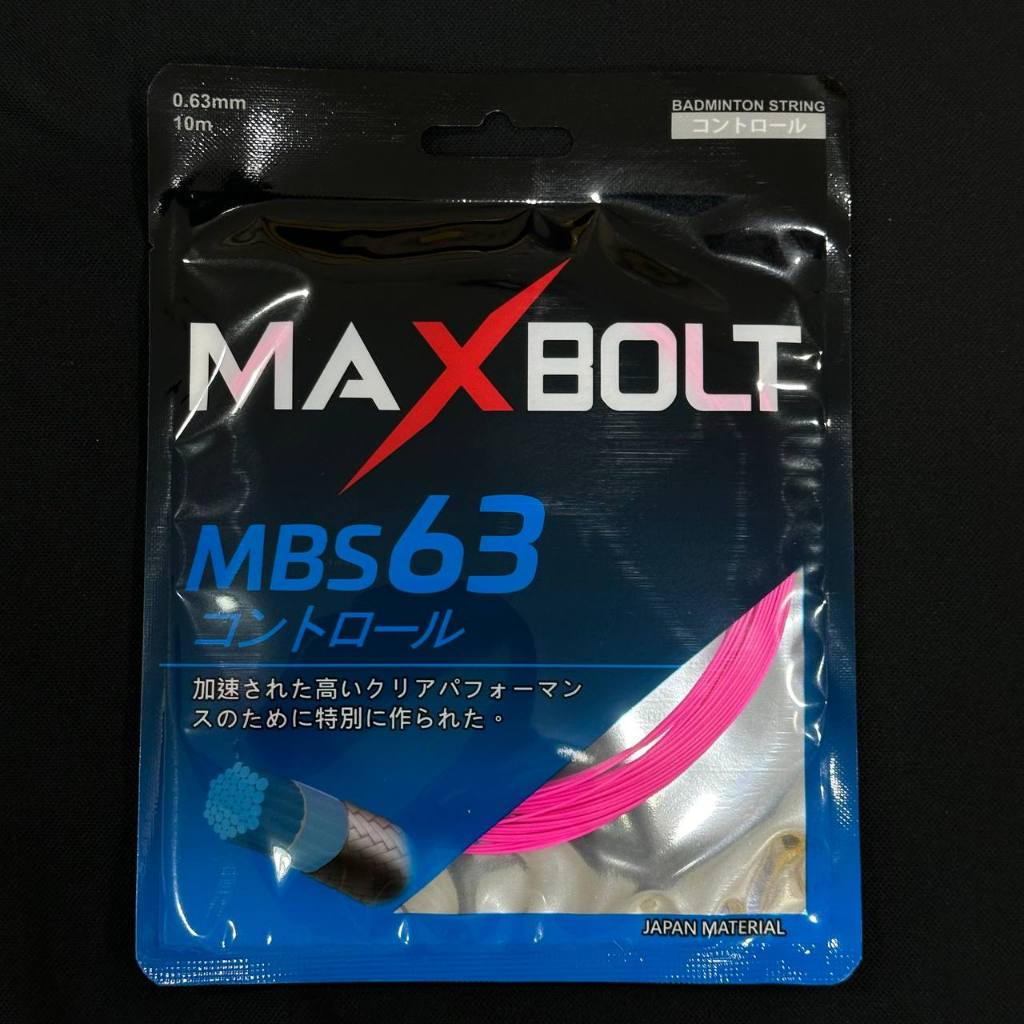 0.63mm
10m
BADMINTON STRING
コントロール
MAXBOLT
MBS63
コントロール
加速された高いクリアパフォーマン
スのために特別に作られた。
JAPAN MATERIAL